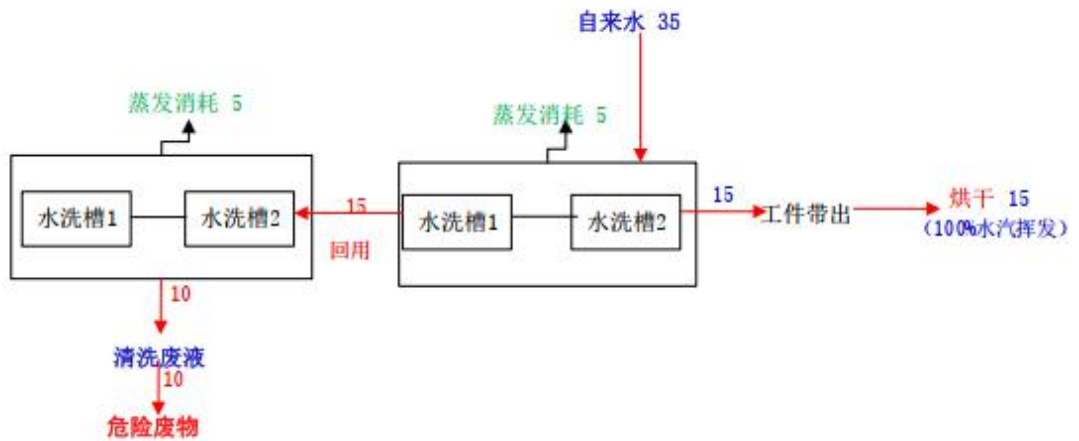 自来水 35
蒸发消耗 5
蒸发消耗 5
水洗槽1
水洗槽2
15
回用
水洗槽1
水洗槽2
15
工件带出
烘干 15
（100%水汽挥发）
10
清洗废液
10
危险废物